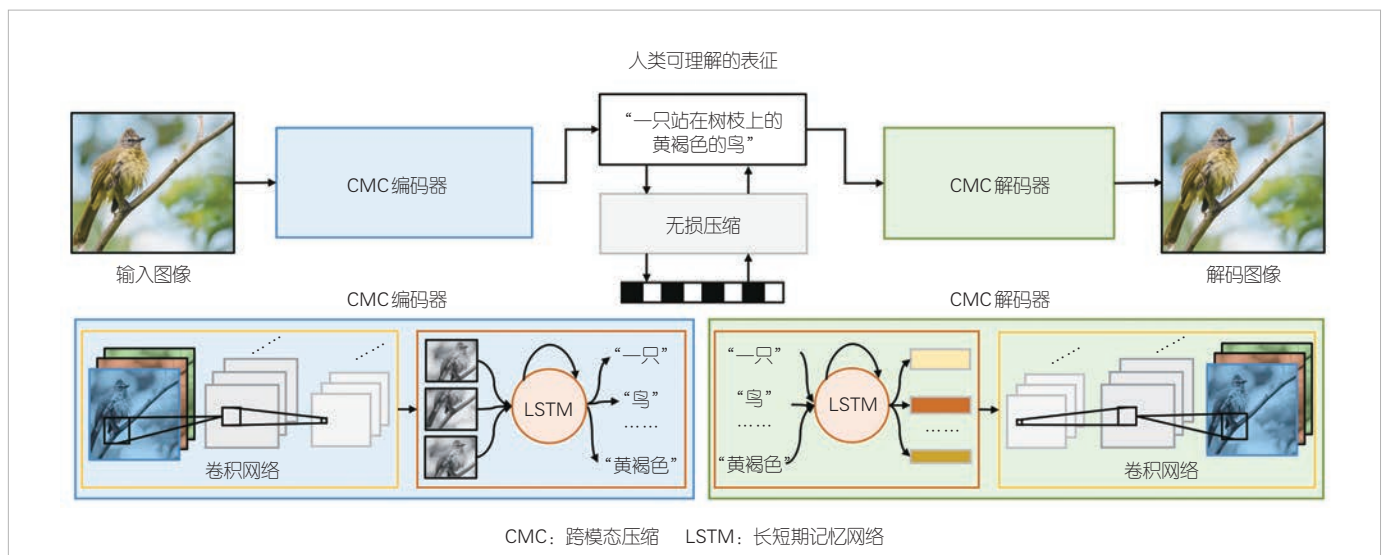 人类可理解的表征
“一只站在树枝上的
黄褐色的鸟”
CMC编码器
CMC解码器
无损压缩
输入图像
解码图像
CMC编码器
CMC解码器
……
……
“一只”
“鸟”
……
“黄褐色”
LSTM
卷积网络
“一只”
“鸟”
……
“黄褐色”
LSTM
……
……
……
卷积网络
CMC：跨模态压缩 LSTM：长短期记忆网络